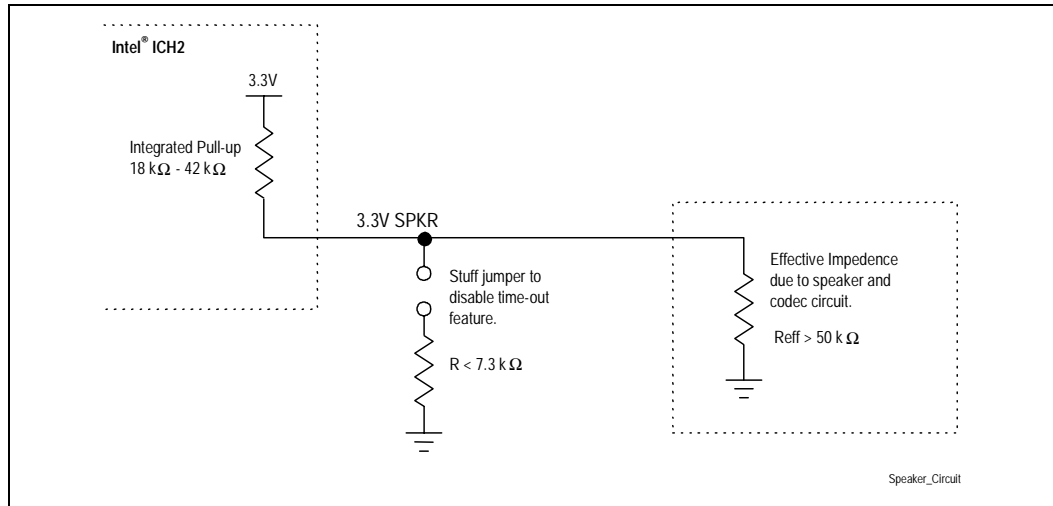 Intel® ICH2
3.3V
Integrated Pull-up
18 kΩ - 42 kΩ
3.3V SPKR
Stuff jumper to
disable time-out
feature.
R < 7.3 kΩ
Effective Impedence
due to speaker and
codec circuit.
Reff > 50 k Ω
Speaker_Circuit